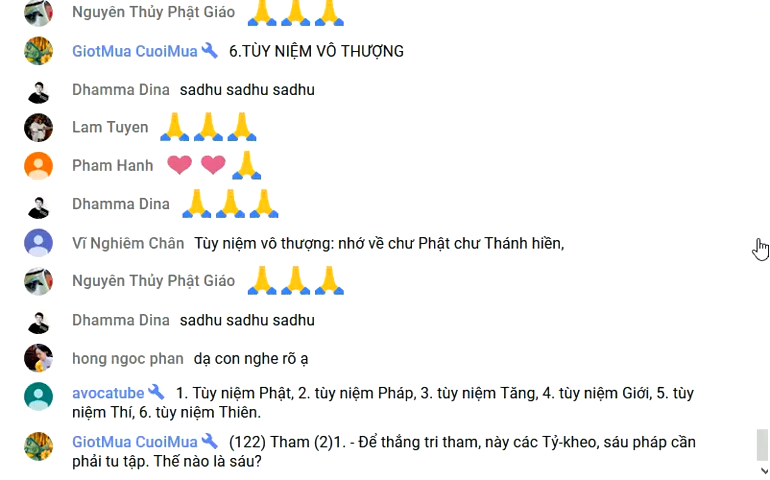 Nguyên Thủy Phật Giáo 🙏🙏🙏
GiotMua CuoiMua 🔧 6.TÙY NIỆM VÔ THƯỢNG
Dhamma Dina sadhu sadhu sadhu
Lam Tuyen 🙏🙏🙏
Pham Hanh ❤❤🙏
Dhamma Dina 🙏🙏🙏
Vĩ Nghiêm Chân Tùy niệm vô thượng: nhớ về chư Phật chư Thánh hiền,
Nguyên Thủy Phật Giáo 🙏🙏🙏
Dhamma Dina sadhu sadhu sadhu
hong ngoc phan dạ con nghe rõ ạ
avocatube 🔧 1. Tùy niệm Phật, 2. tùy niệm Pháp, 3. tùy niệm Tăng, 4. tùy niệm Giới, 5. tùy
niệm Thí, 6. tùy niệm Thiên.
GiotMua CuoiMua 🔧 (122) Tham (2)1. - Để thắng tri tham, này các Tỷ-kheo, sáu pháp cần
phải tu tập. Thế nào là sáu?